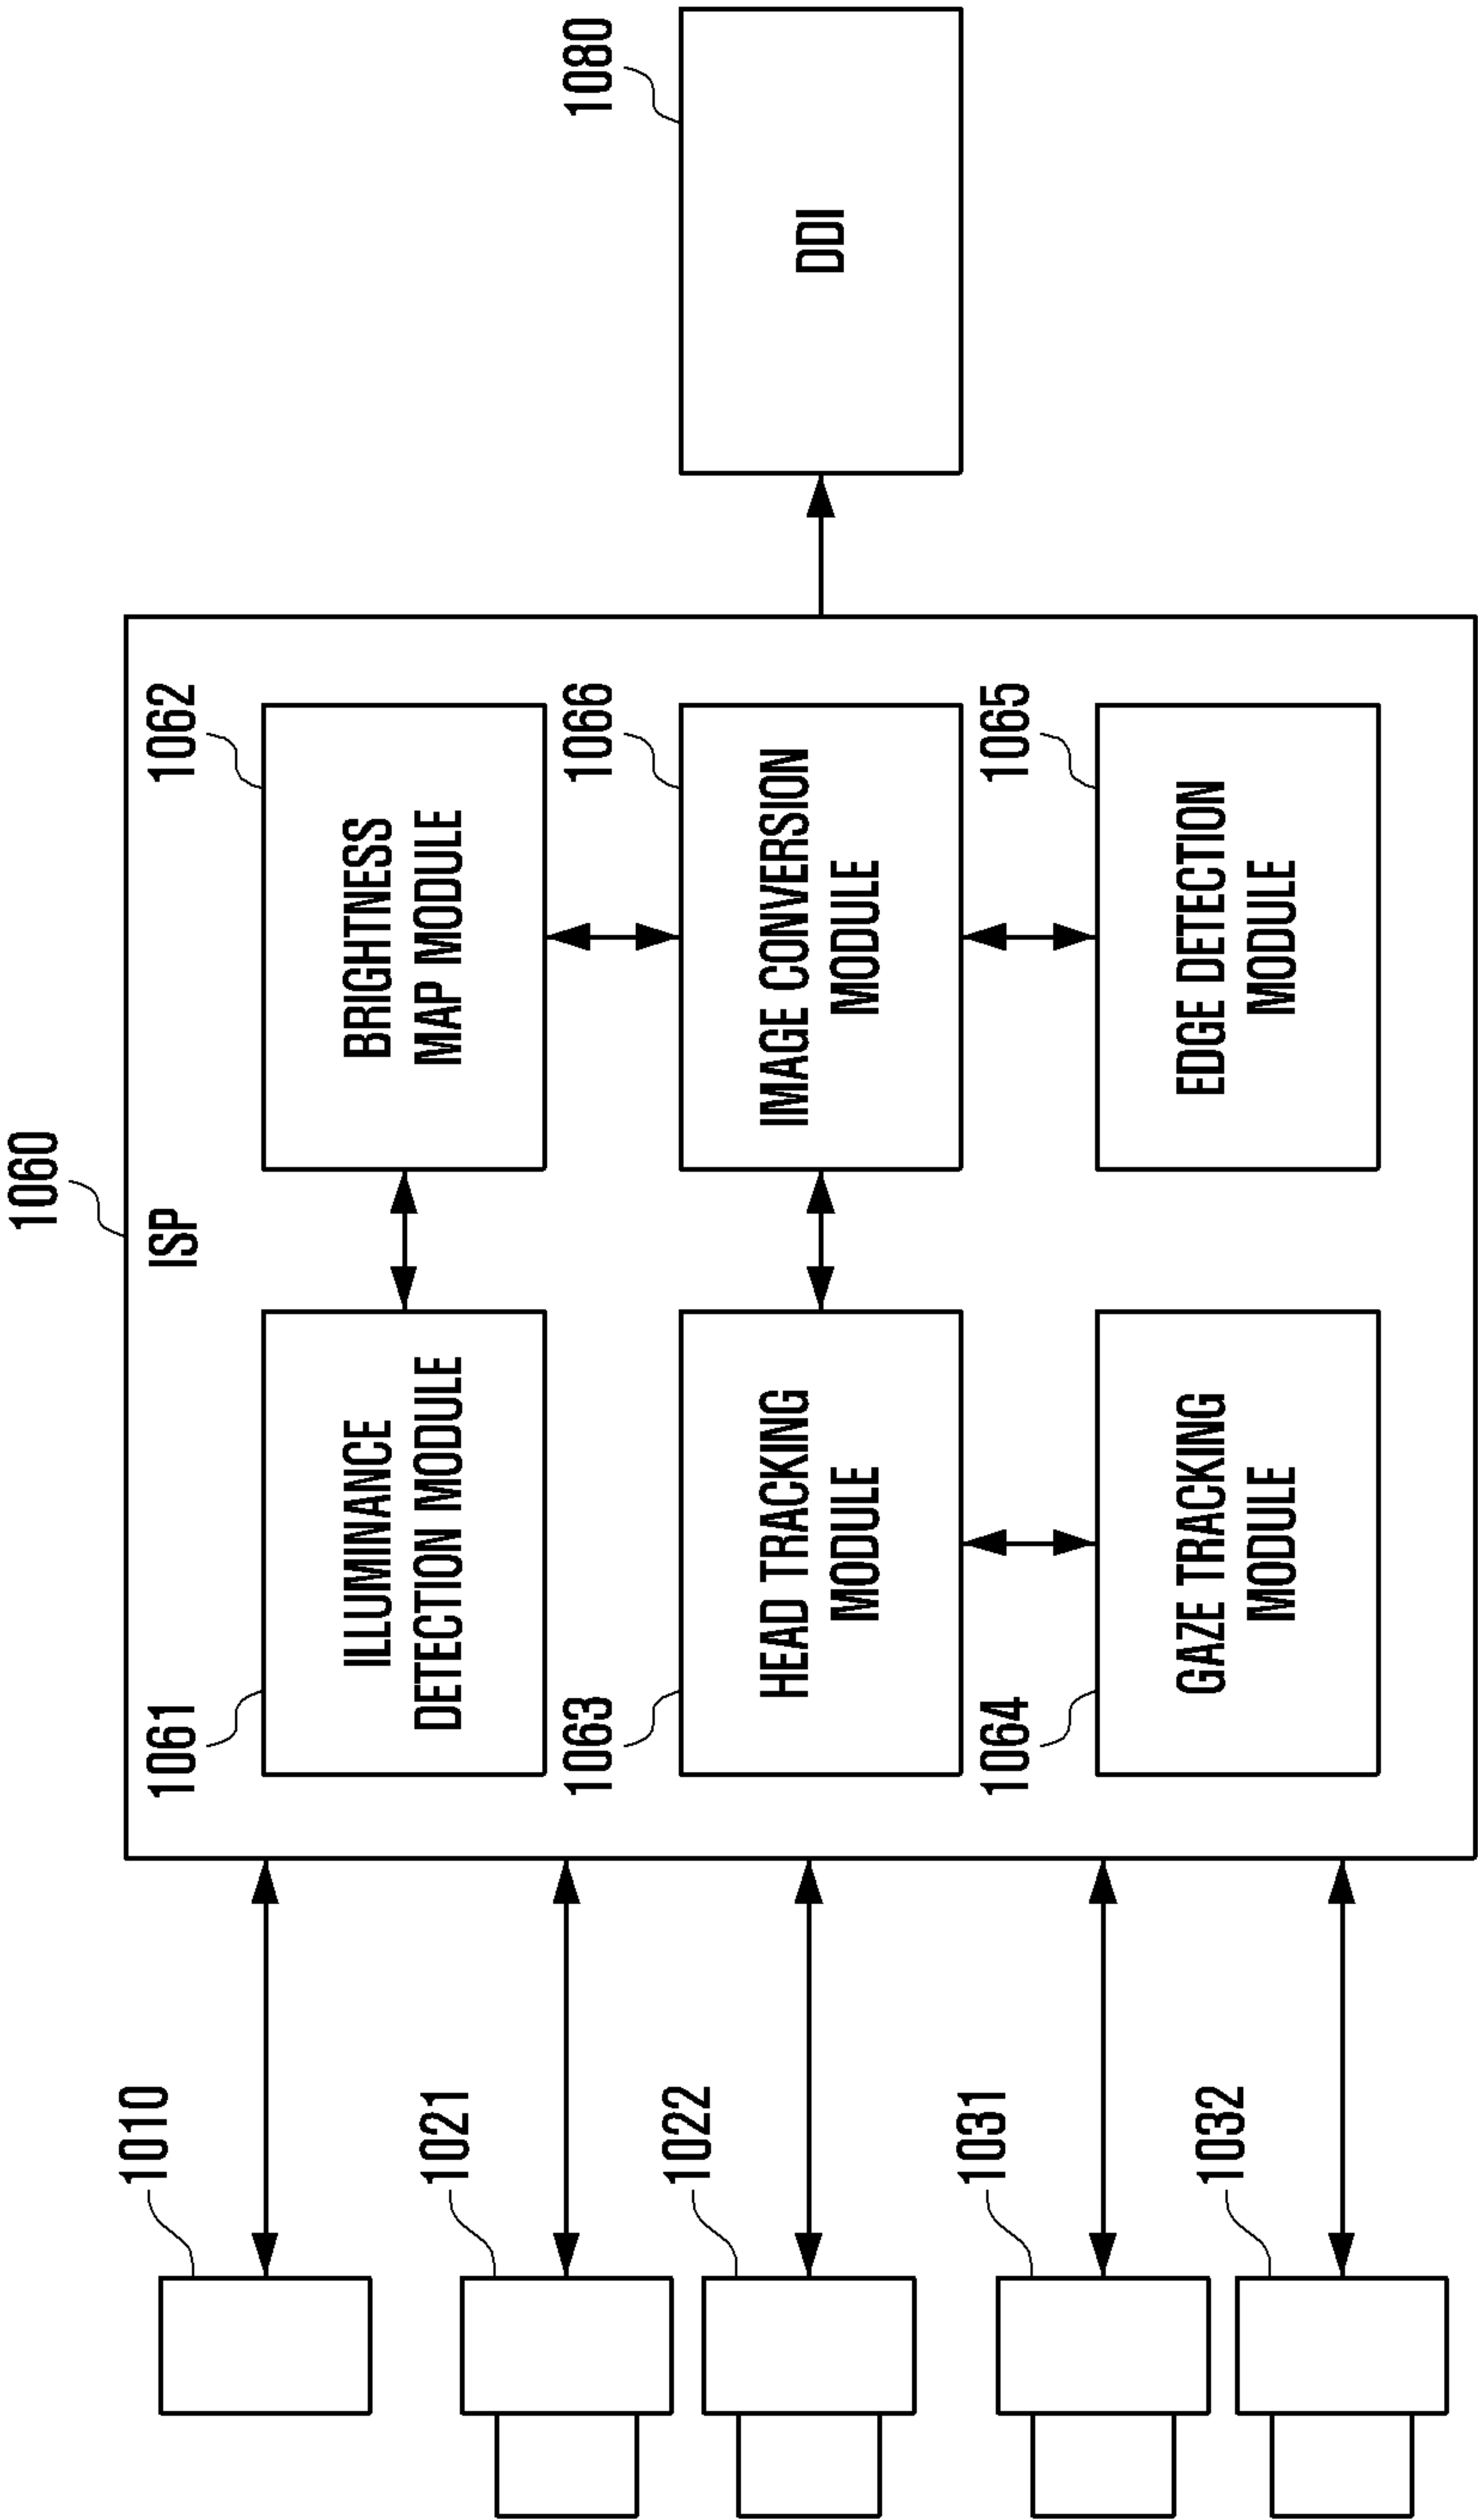 1060
ISP
1010
1021
1022
1031
1032
1061
ILLUMINANCE
DETECTION MODULE
1062
BRIGHTNESS
MAP MODULE
1063
HEAD TRACKING
MODULE
1066
IMAGE CONVERSION
MODULE
1064
GAZE TRACKING
MODULE
1065
EDGE DETECTION
MODULE
1080
DDI